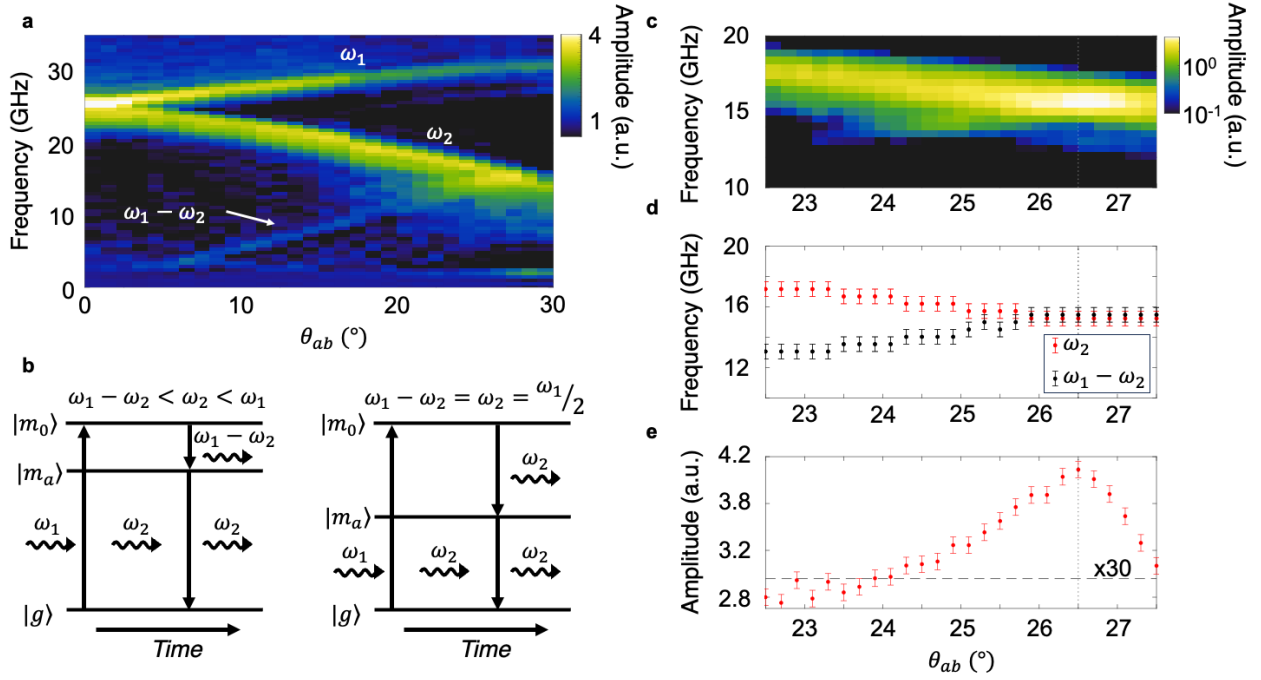 a
Frequency (GHz)
30
20
10
0
0
10
20
30
θab (°)
ω1
ω2
ω1 − ω2
4
1
Amplitude (a.u.)
b
ω1 − ω2 < ω2 < ω1
|m0⟩
ω1 − ω2
|ma⟩
ω1
ω2
ω2
|g⟩
Time
ω1 − ω2 = ω2 = ω1/2
|m0⟩
ω2
|ma⟩
ω1
ω2
ω2
|g⟩
Time
c
Frequency (GHz)
20
15
10
23
24
25
26
27
10⁰
10⁻¹
Amplitude (a.u.)
d
Frequency (GHz)
20
16
12
ω2
ω1 − ω2
23
24
25
26
27
e
Amplitude (a.u.)
4.2
3.8
3.2
2.8
x30
23
24
25
26
27
θab (°)